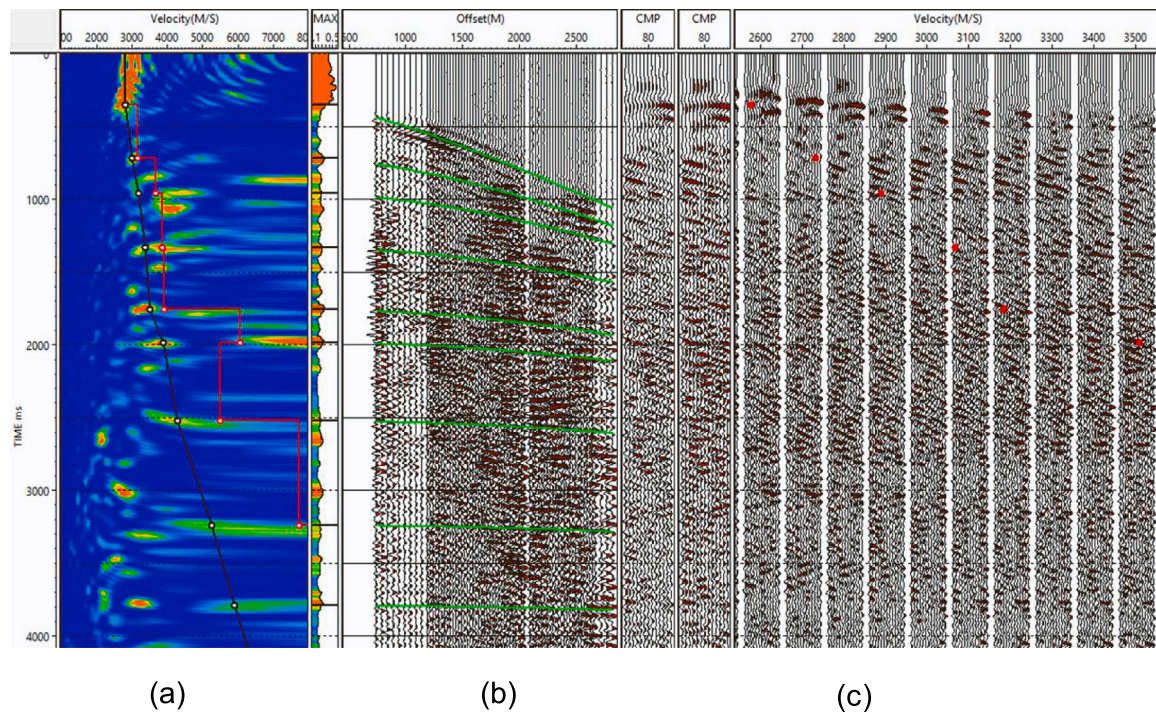 Velocity(M/S) MAX Offset(M) CMP CMP Velocity(M/S)
00 2000 3000 4000 5000 6000 7000 80 .1 0.5 500 1000 1500 2000 2500 80 80 2600 2700 2800 2900 3000 3100 3200 3300 3400 3500
0
1000
2000
TIME ms
3000
4000
(a) (b) (c)